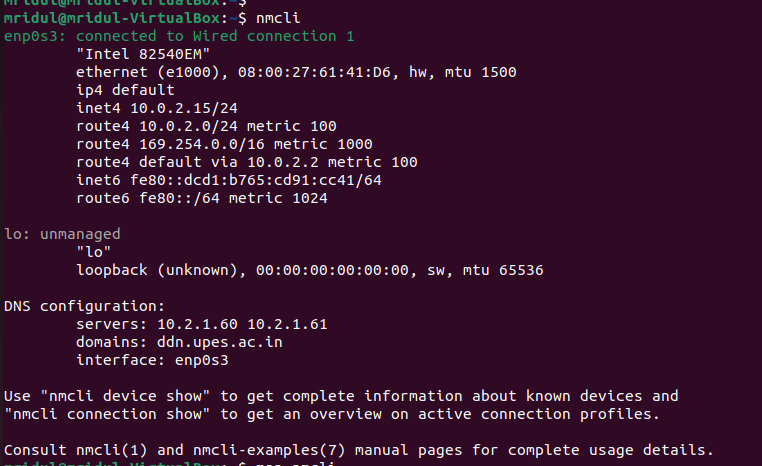 mridul@mridul-VirtualBox:~$
mridul@mridul-VirtualBox:~$ nmcli
enp0s3: connected to Wired connection 1
        "Intel 82540EM"
        ethernet (e1000), 08:00:27:61:41:D6, hw, mtu 1500
        ip4 default
        inet4 10.0.2.15/24
        route4 10.0.2.0/24 metric 100
        route4 169.254.0.0/16 metric 1000
        route4 default via 10.0.2.2 metric 100
        inet6 fe80::dcd1:b765:cd91:cc41/64
        route6 fe80::/64 metric 1024

lo: unmanaged
        "lo"
        loopback (unknown), 00:00:00:00:00:00, sw, mtu 65536

DNS configuration:
        servers: 10.2.1.60 10.2.1.61
        domains: ddn.upes.ac.in
        interface: enp0s3

Use "nmcli device show" to get complete information about known devices and
"nmcli connection show" to get an overview on active connection profiles.

Consult nmcli(1) and nmcli-examples(7) manual pages for complete usage details.
mridul@mridul-VirtualBox:~$ man nmcli